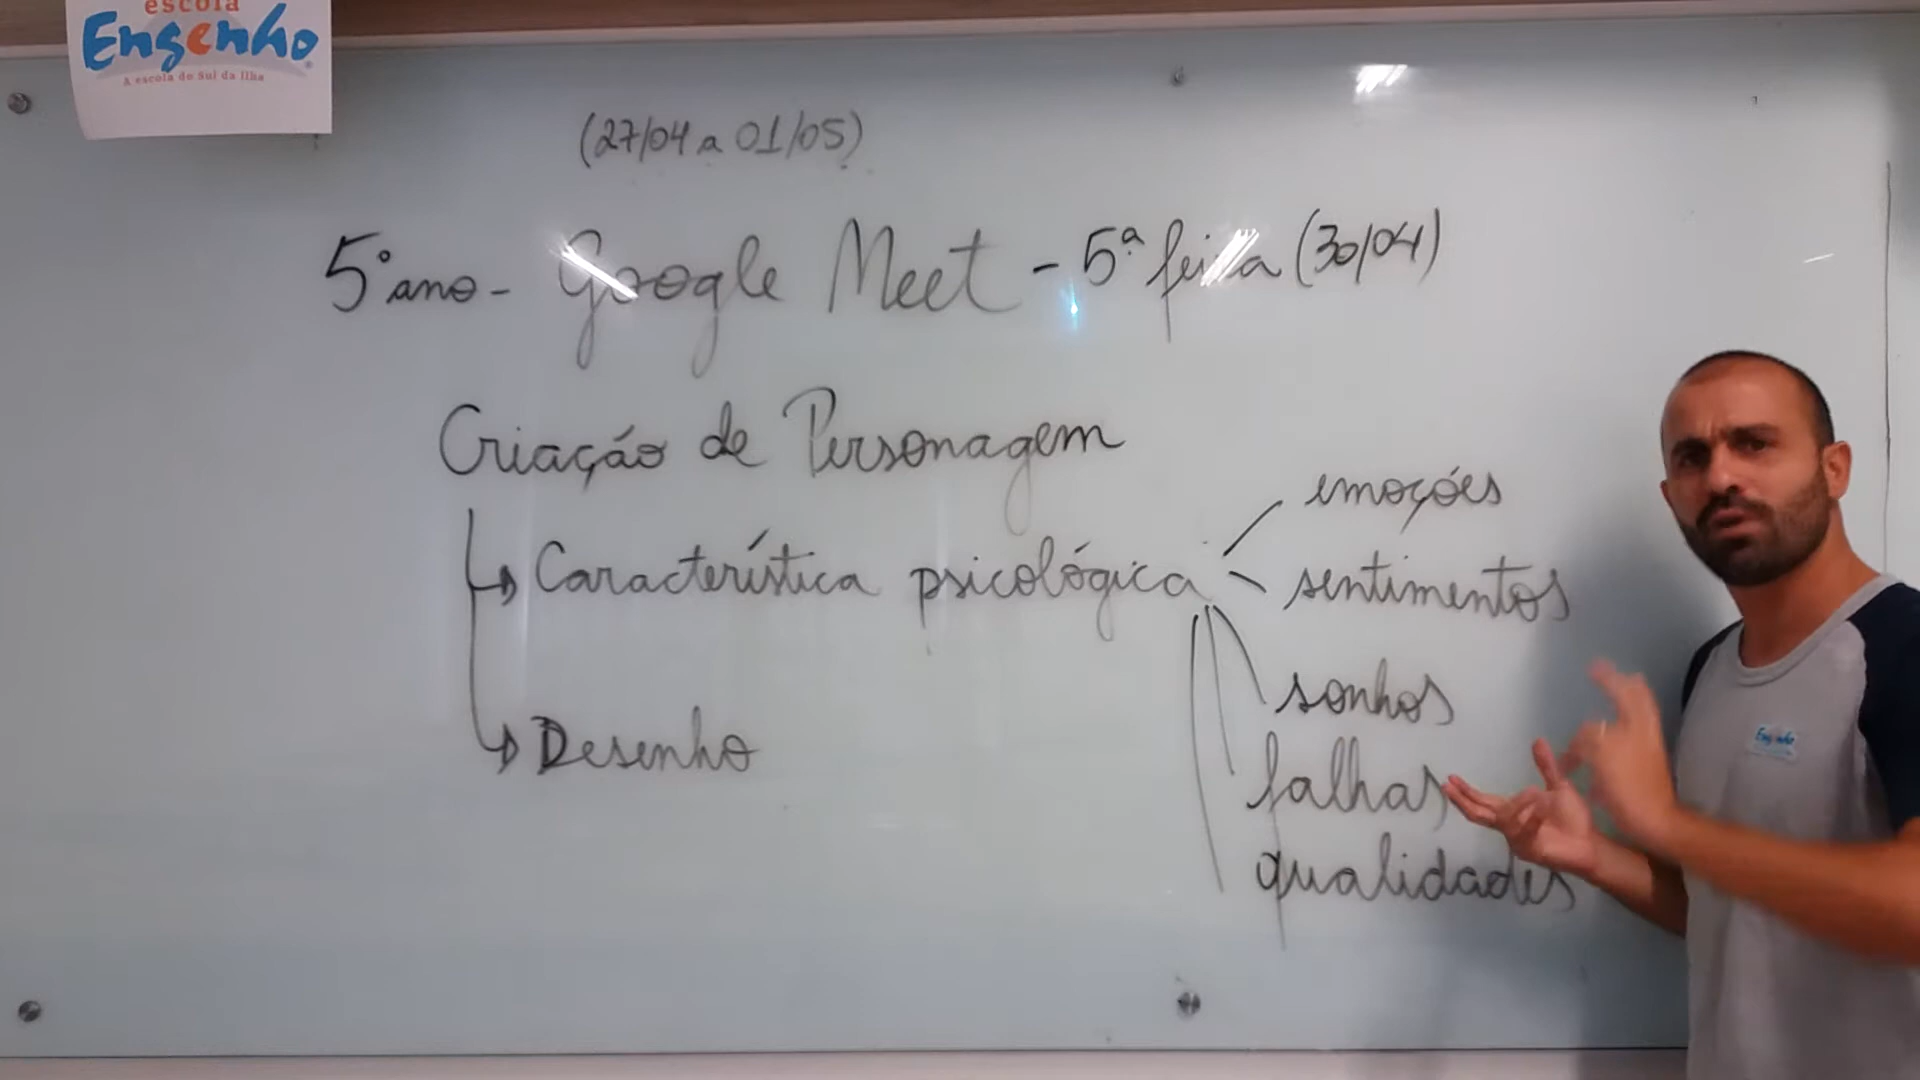 escola
Engenho
A escola do Sul da Ilha
(27/04 a 01/05)
5º ano - Google Meet - 5ª feira (30/04)
Criação de Personagem
Característica psicológica
emoções
sentimentos
sonhos
falhas
qualidades
Desenho
Engenho